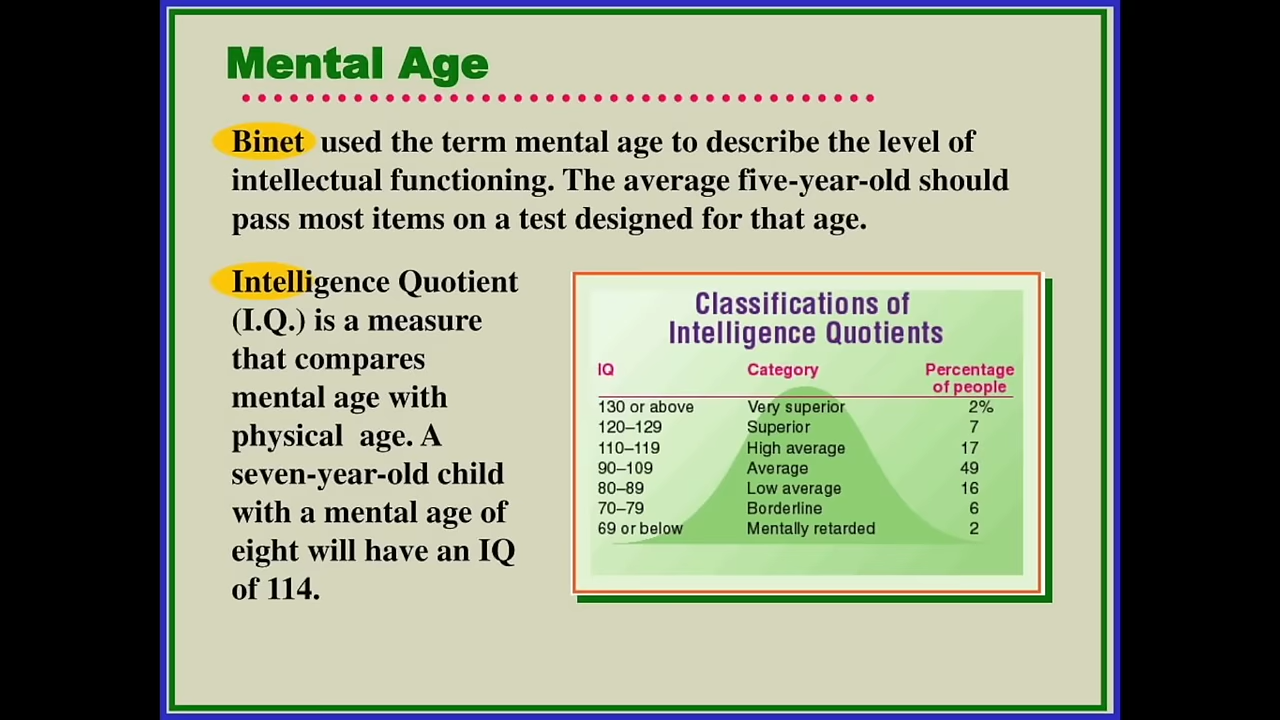 Mental Age
Binet used the term mental age to describe the level of
intellectual functioning. The average five-year-old should
pass most items on a test designed for that age.
Intelligence Quotient
(I.Q.) is a measure
that compares
mental age with
physical age. A
seven-year-old child
with a mental age of
eight will have an IQ
of 114.
Classifications of
Intelligence Quotients
IQ Category Percentage
of people
130 or above Very superior 2%
120–129 Superior 7
110–119 High average 17
90–109 Average 49
80–89 Low average 16
70–79 Borderline 6
69 or below Mentally retarded 2